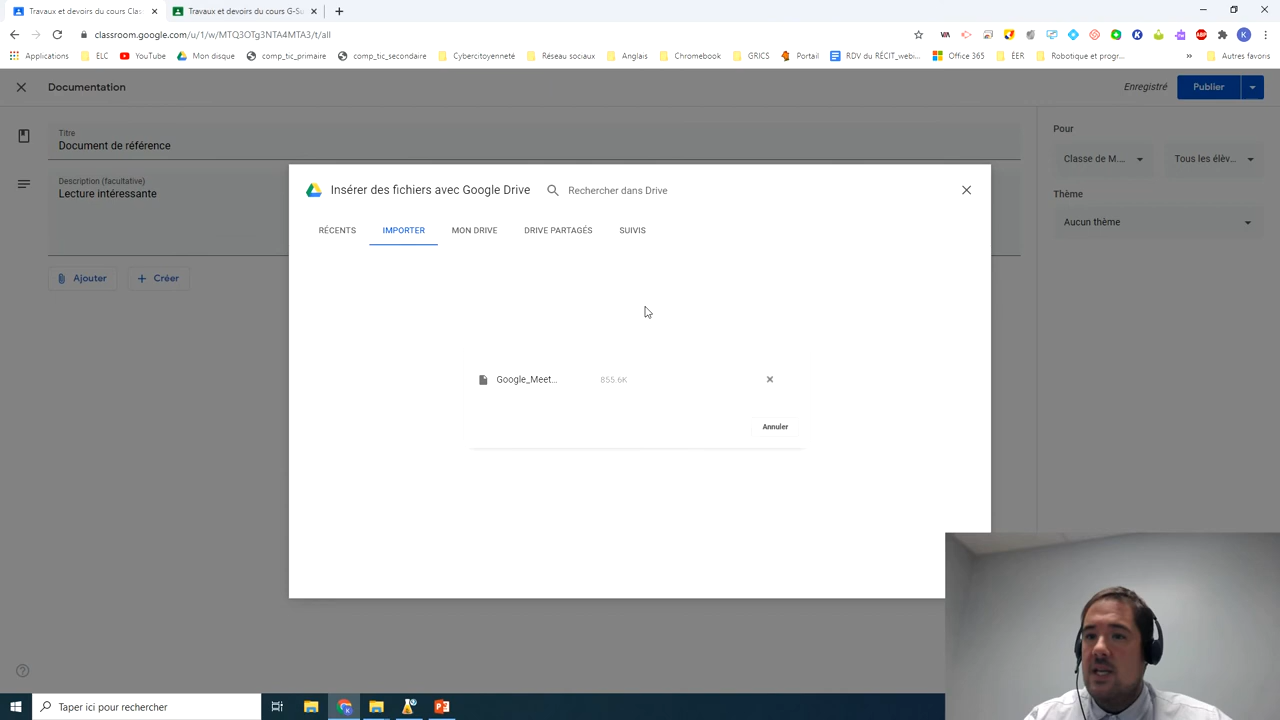 Travaux et devoirs du cours Clas
Travaux et devoirs du cours G-Su
classroom.google.com/u/1/w/MTQ3OTg3NTA4MTA3/t/all
Applications
ELC
YouTube
Mon disque
comp_tic_primaire
comp_tic_secondaire
Cybercitoyenneté
Réseau sociaux
Anglais
Chromebook
GRICS
Portail
RDV du RÉCIT_webi...
Office 365
ÉER
Robotique et progr...
»
Autres favoris
Documentation
Enregistré
Publier
Titre
Document de référence
Description (facultative)
Lecture intéressante
Ajouter
Créer
Pour
Classe de M....
Tous les élèv...
Thème
Aucun thème
Insérer des fichiers avec Google Drive
Rechercher dans Drive
RÉCENTS
IMPORTER
MON DRIVE
DRIVE PARTAGÉS
SUIVIS
Google_Meet...
855.6K
Annuler
Taper ici pour rechercher